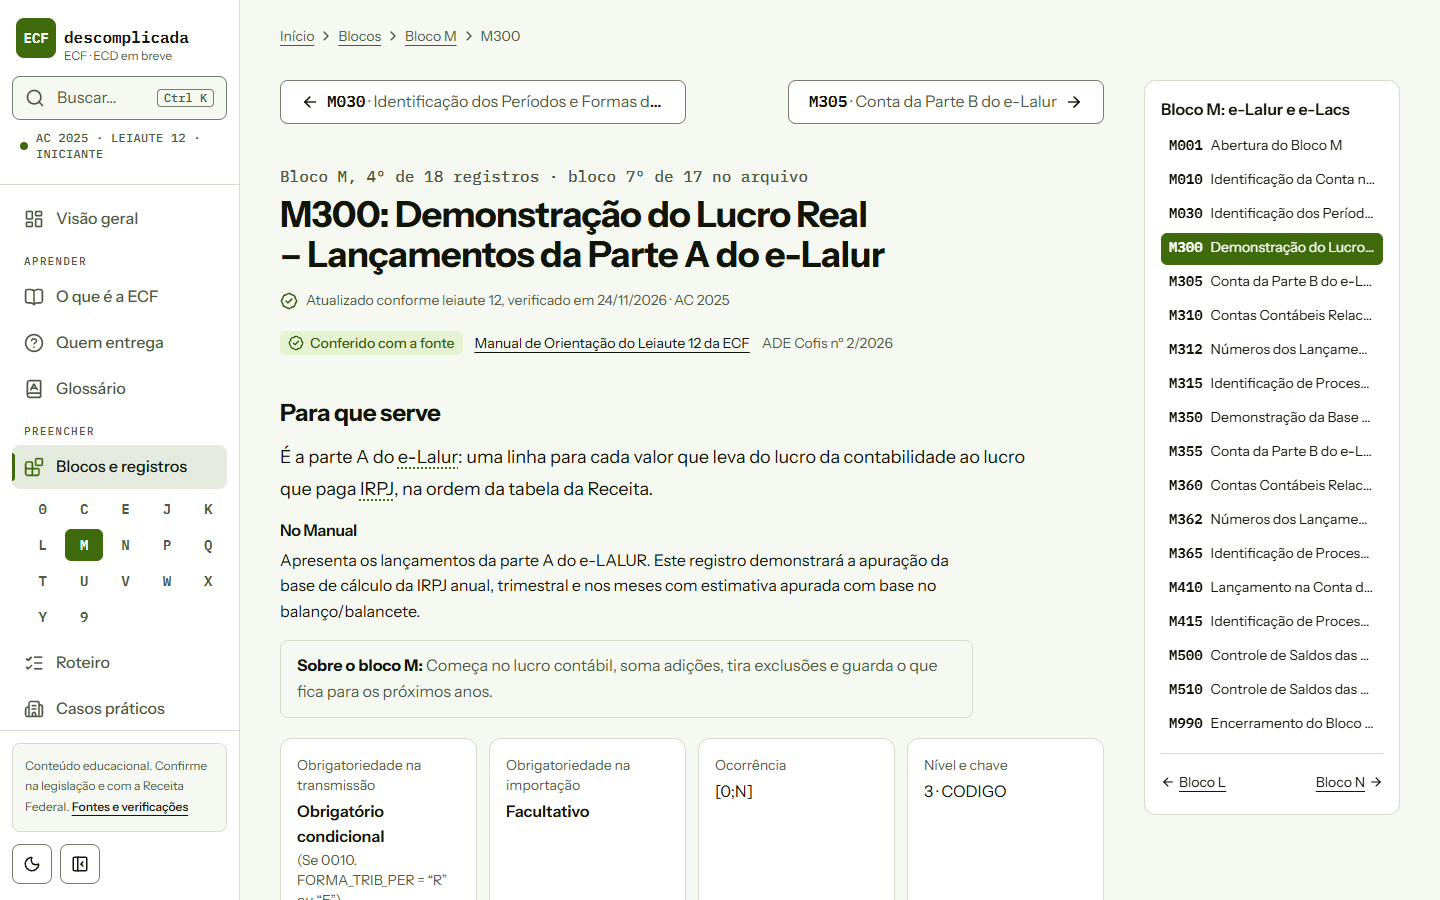 ECF
descomplicada
ECF · ECD em breve
Buscar...
Ctrl K
AC 2025 · LEIAUTE 12 ·
INICIANTE
Visão geral
APRENDER
O que é a ECF
Quem entrega
Glossário
PREENCHER
Blocos e registros
0 C E J K
L M N P Q
T U V W X
Y 9
Roteiro
Casos práticos
Conteúdo educacional. Confirme
na legislação e com a Receita
Federal. Fontes e verificações
Início > Blocos > Bloco M > M300
← M030 · Identificação dos Períodos e Formas d...
M305 · Conta da Parte B do e-Lalur →
Bloco M, 4º de 18 registros · bloco 7º de 17 no arquivo
M300: Demonstração do Lucro Real
– Lançamentos da Parte A do e-Lalur
Atualizado conforme leiaute 12, verificado em 24/11/2026 · AC 2025
Conferido com a fonte Manual de Orientação do Leiaute 12 da ECF ADE Cofis nº 2/2026
Para que serve
É a parte A do e-Lalur: uma linha para cada valor que leva do lucro da contabilidade ao lucro
que paga IRPJ, na ordem da tabela da Receita.
No Manual
Apresenta os lançamentos da parte A do e-LALUR. Este registro demonstrará a apuração da
base de cálculo da IRPJ anual, trimestral e nos meses com estimativa apurada com base no
balanço/balancete.
Sobre o bloco M: Começa no lucro contábil, soma adições, tira exclusões e guarda o que
fica para os próximos anos.
Obrigatoriedade na
transmissão
Obrigatório
condicional
(Se 0010.
FORMA_TRIB_PER = “R”
ou “E”)
Obrigatoriedade na
importação
Facultativo
Ocorrência
[0;N]
Nível e chave
3 · CODIGO
Bloco M: e-Lalur e e-Lacs
M001 Abertura do Bloco M
M010 Identificação da Conta n...
M030 Identificação dos Períod...
M300 Demonstração do Lucro...
M305 Conta da Parte B do e-L...
M310 Contas Contábeis Relac...
M312 Números dos Lançame...
M315 Identificação de Proces...
M350 Demonstração da Base ...
M355 Conta da Parte B do e-L...
M360 Contas Contábeis Relac...
M362 Números dos Lançame...
M365 Identificação de Proces...
M410 Lançamento na Conta d...
M415 Identificação de Proces...
M500 Controle de Saldos das ...
M510 Controle de Saldos das ...
M990 Encerramento do Bloco ...
← Bloco L
Bloco N →